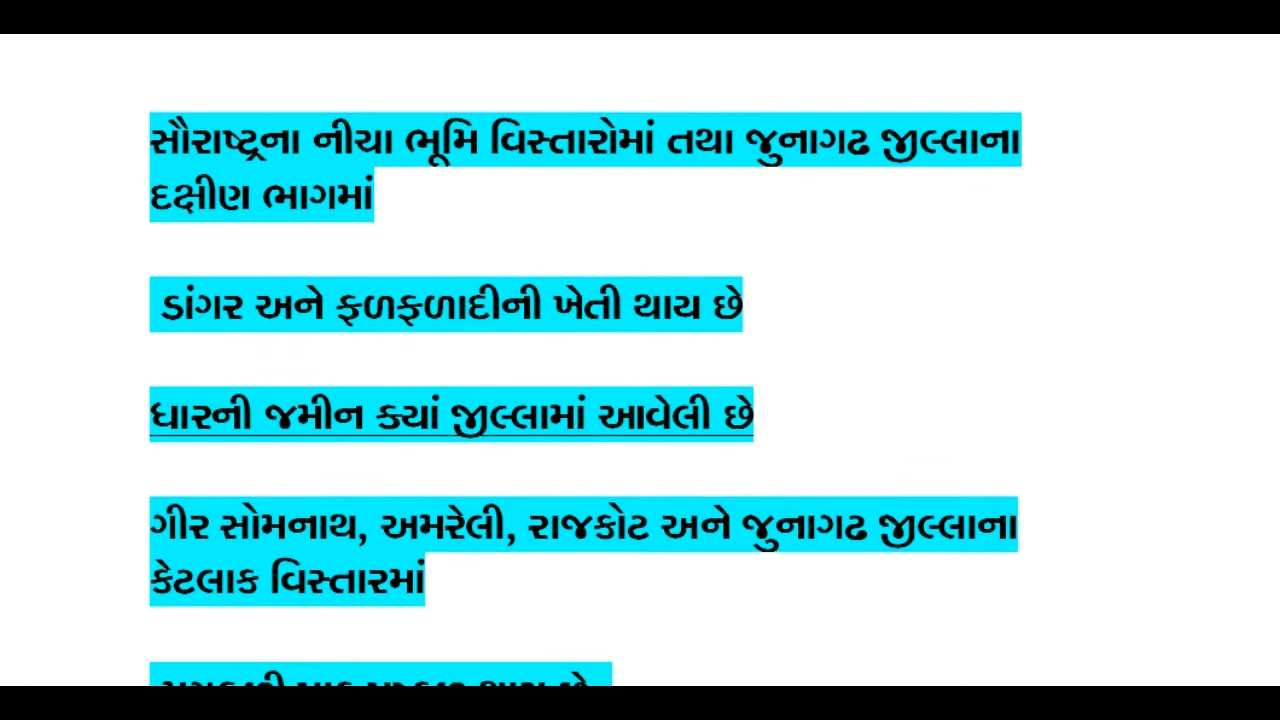 સૌરાષ્ટ્રના નીચા ભૂમિ વિસ્તારોમાં તથા જુનાગઢ જીલ્લાના
દક્ષીણ ભાગમાં
ડાંગર અને ફળફળાદીની ખેતી થાય છે
ધારની જમીન ક્યાં જીલ્લામાં આવેલી છે
ગીર સોમનાથ, અમરેલી, રાજકોટ અને જુનાગઢ જીલ્લાના
કેટલાક વિસ્તારમાં
થાય છે